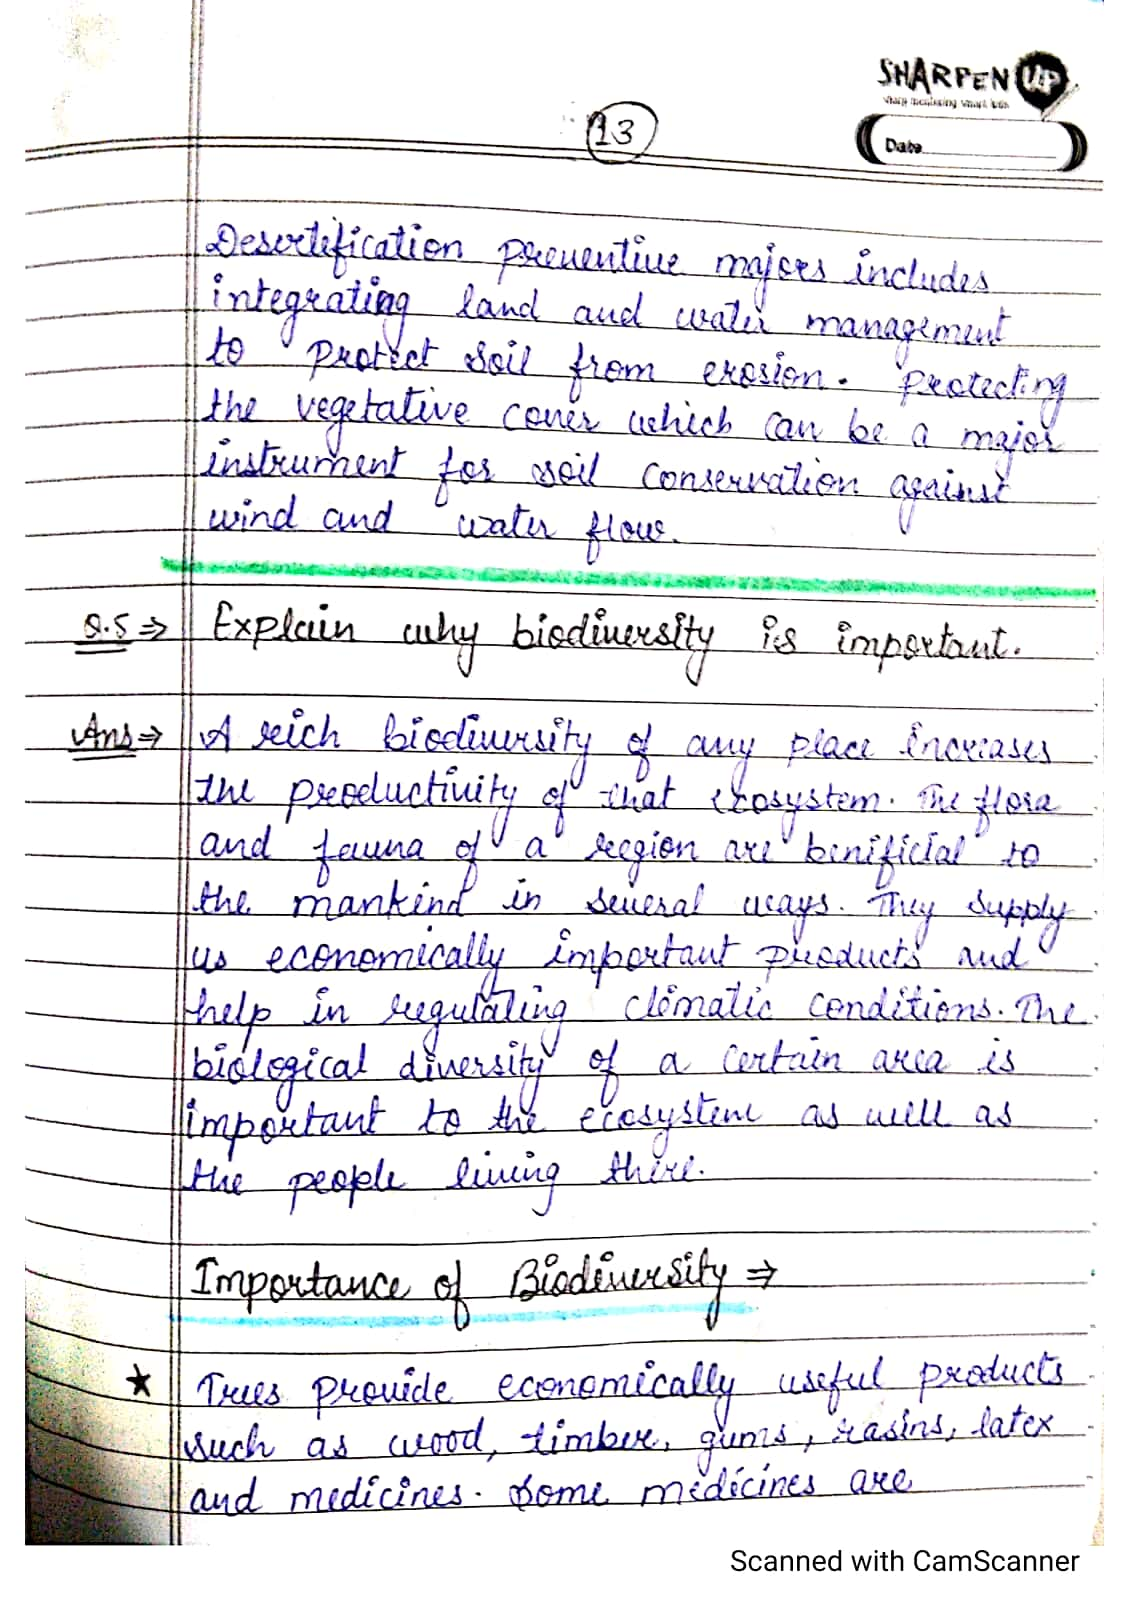 SHARPEN UP
13
Date
Desertification preventive majors includes
integrating land and water management
to protect soil from erosion. protecting
the vegetative cover which can be a major
instrument for soil conservation against
wind and water flow.
Q.5⇒ Explain why biodiversity is important.
Ans⇒ A rich biodiversity of any place increases
the productivity of that ecosystem. The flora
and fauna of a region are benificial to
the mankind in several ways. They supply
us economically important products and
help in regulating climatic conditions. The
biological diversity of a certain area is
important to the ecosystem as well as
the people living there.
Importance of Biodiversity ⇒
★ Trees provide economically useful products
such as wood, timber, gums, rasins, latex
and medicines. Some medicines are
Scanned with CamScanner